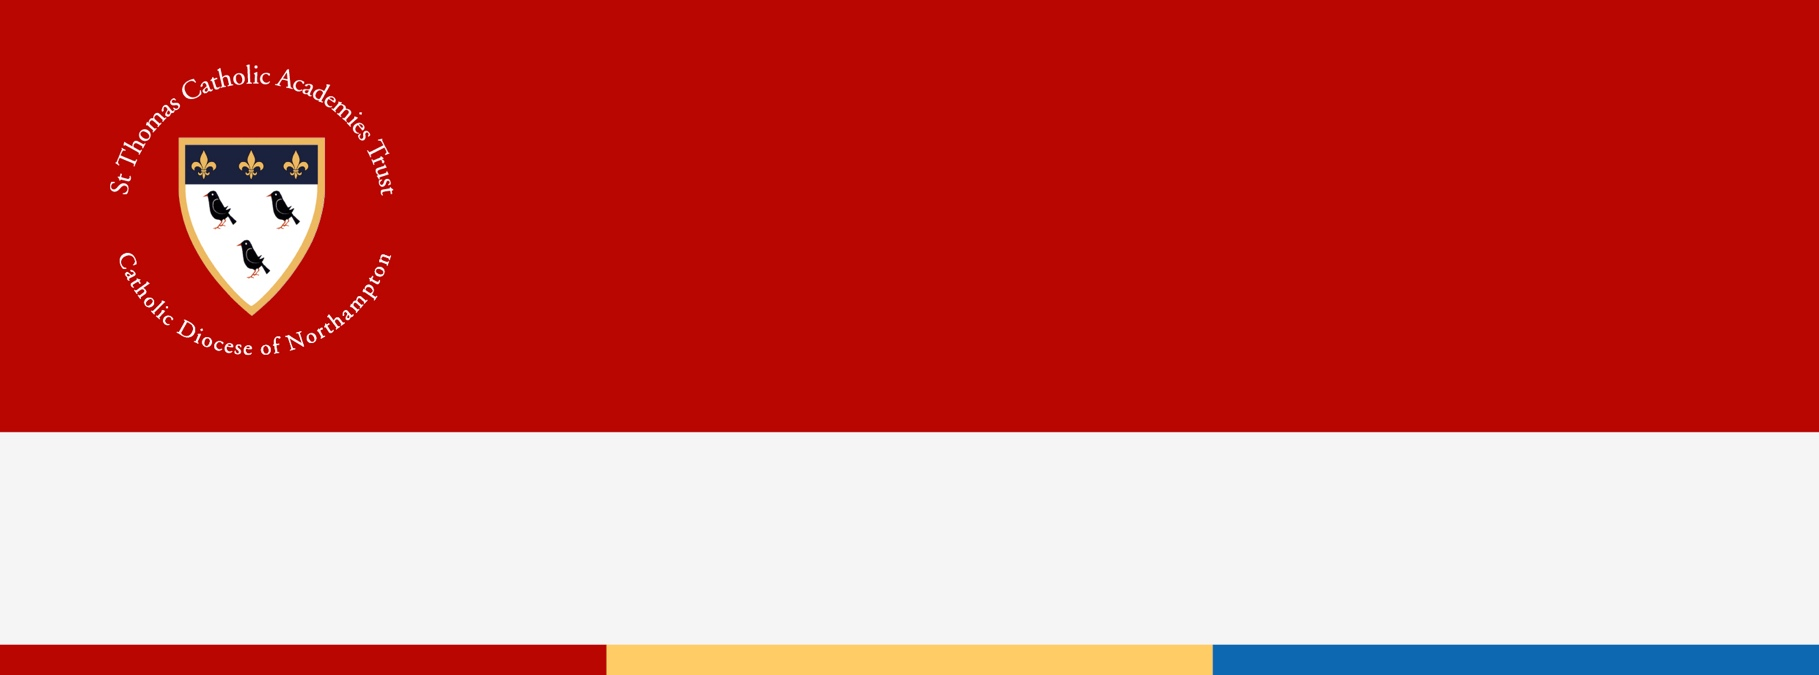 St Thomas Catholic Academies Trust
Catholic Diocese of Northampton